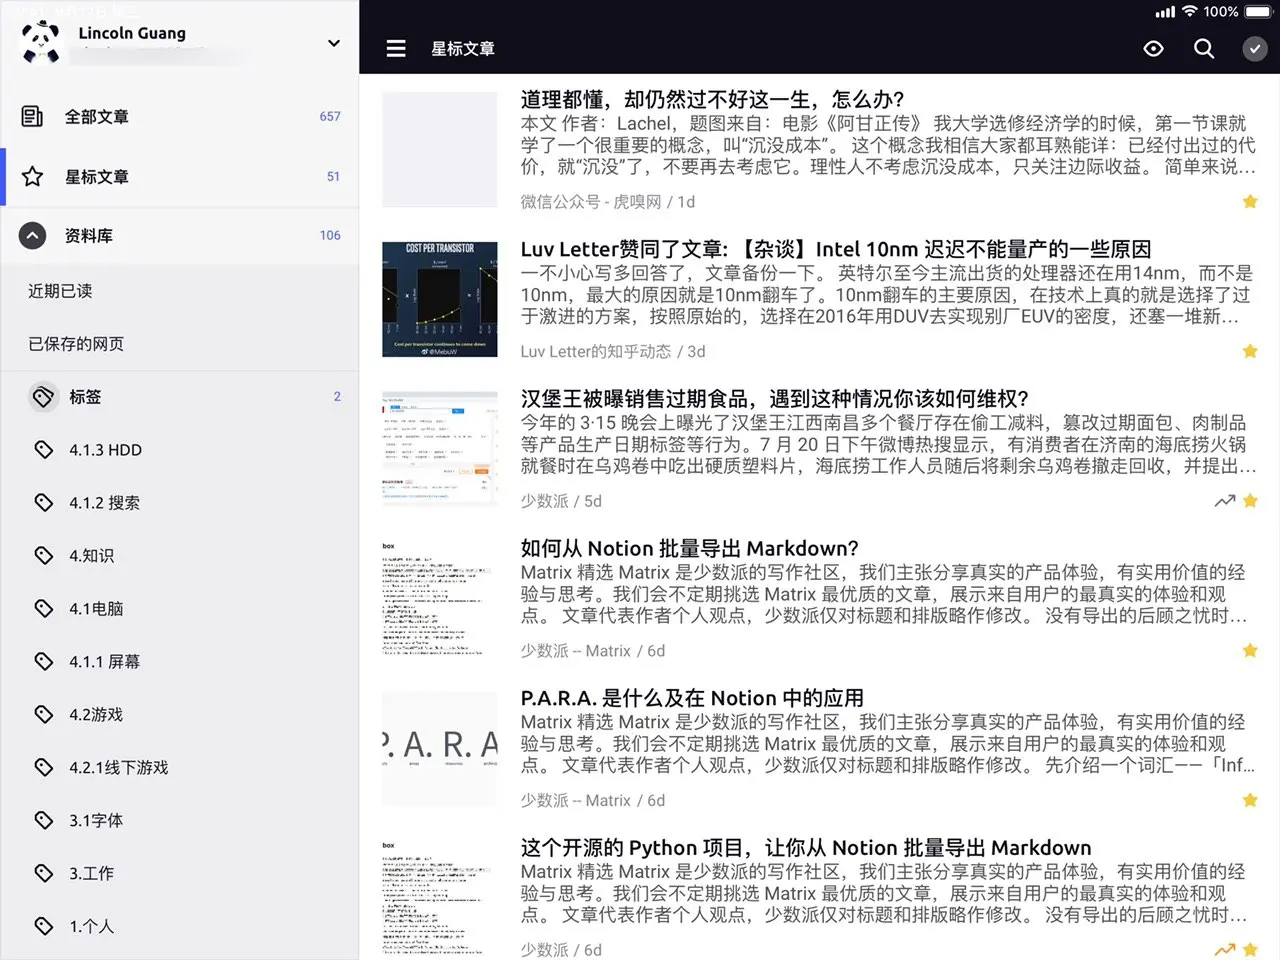 Lincoln Guang
全部文章 657
星标文章 51
资料库 106
近期已读
已保存的网页
标签 2
4.1.3 HDD
4.1.2 搜索
4.知识
4.1电脑
4.1.1 屏幕
4.2游戏
4.2.1线下游戏
3.1字体
3.工作
1.个人
100%
星标文章
道理都懂，却仍然过不好这一生，怎么办?
本文 作者：Lachel，题图来自：电影《阿甘正传》 我大学选修经济学的时候，第一节课就
学了一个很重要的概念，叫“沉没成本”。 这个概念我相信大家都耳熟能详：已经付出过的代
价，就“沉没”了，不要再去考虑它。理性人不考虑沉没成本，只关注边际收益。 简单来说…
微信公众号 - 虎嗅网 / 1d
COST PER TRANSISTOR
Cost per transistor continues to come down
@MebiuW
Luv Letter赞同了文章: 【杂谈】Intel 10nm 迟迟不能量产的一些原因
一不小心写多回答了，文章备份一下。 英特尔至今主流出货的处理器还在用14nm，而不是
10nm，最大的原因就是10nm翻车了。10nm翻车的主要原因，在技术上真的就是选择了过
于激进的方案，按照原始的，选择在2016年用DUV去实现别厂EUV的密度，还塞一堆新…
Luv Letter的知乎动态 / 3d
汉堡王被曝销售过期食品，遇到这种情况你该如何维权?
今年的 3·15 晚会上曝光了汉堡王江西南昌多个餐厅存在偷工减料，篡改过期面包、肉制品
等产品生产日期标签等行为。7 月 20 日下午微博热搜显示，有消费者在济南的海底捞火锅
就餐时在乌鸡卷中吃出硬质塑料片，海底捞工作人员随后将剩余乌鸡卷撤走回收，并提出…
少数派 / 5d
box
如何从 Notion 批量导出 Markdown?
Matrix 精选 Matrix 是少数派的写作社区，我们主张分享真实的产品体验，有实用价值的经
验与思考。我们会不定期挑选 Matrix 最优质的文章，展示来自用户的最真实的体验和观
点。 文章代表作者个人观点，少数派仅对标题和排版略作修改。 没有导出的后顾之忧时…
少数派 -- Matrix / 6d
P. A. R. A
P.A.R.A. 是什么及在 Notion 中的应用
Matrix 精选 Matrix 是少数派的写作社区，我们主张分享真实的产品体验，有实用价值的经
验与思考。我们会不定期挑选 Matrix 最优质的文章，展示来自用户的最真实的体验和观
点。 文章代表作者个人观点，少数派仅对标题和排版略作修改。 先介绍一个词汇——「Inf…
少数派 -- Matrix / 6d
box
这个开源的 Python 项目，让你从 Notion 批量导出 Markdown
Matrix 精选 Matrix 是少数派的写作社区，我们主张分享真实的产品体验，有实用价值的经
验与思考。我们会不定期挑选 Matrix 最优质的文章，展示来自用户的最真实的体验和观
点。 文章代表作者个人观点，少数派仅对标题和排版略作修改。 没有导出的后顾之忧时…
少数派 / 6d